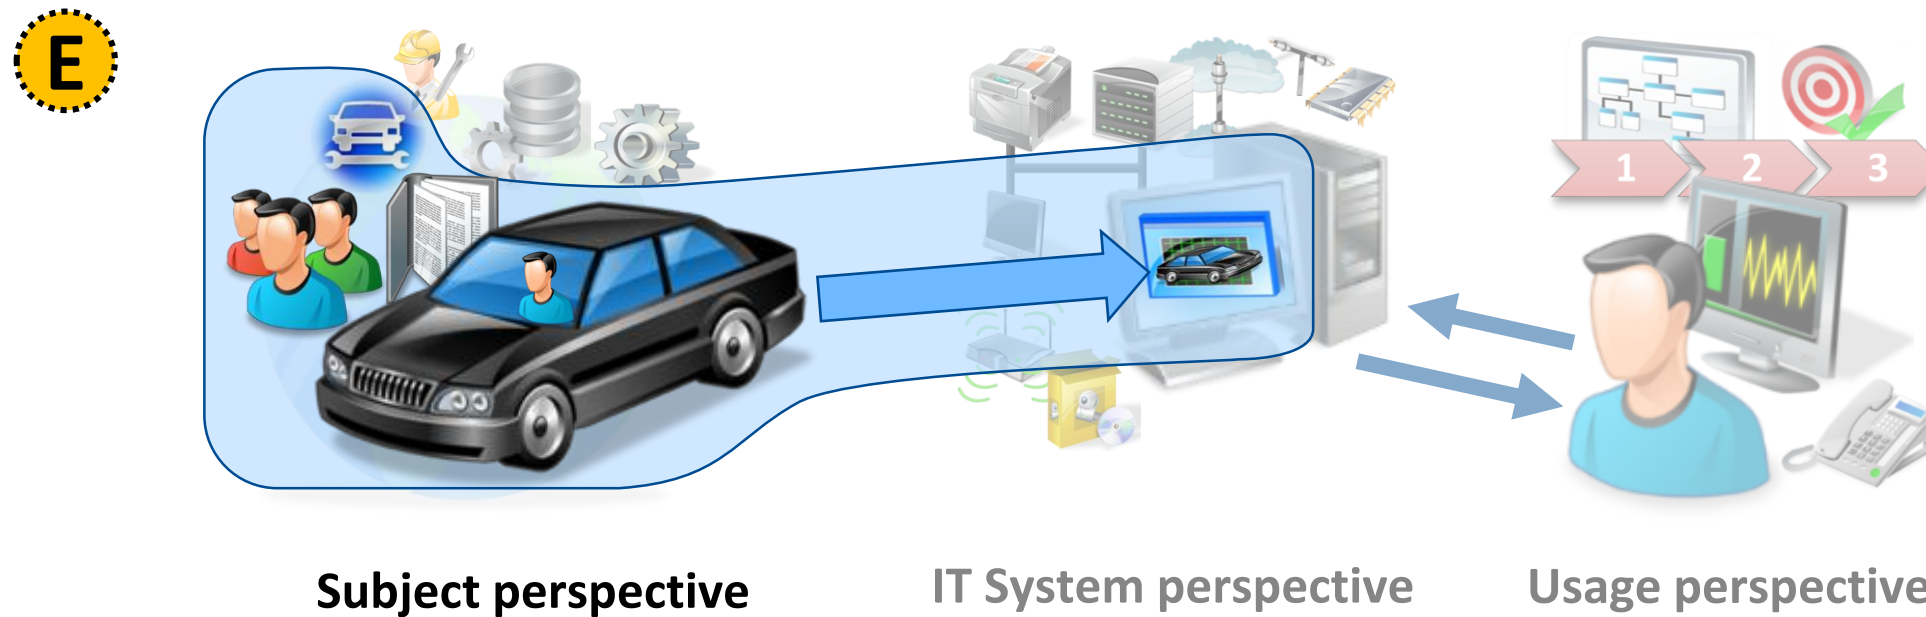 E
1 2 3
Subject perspective
IT System perspective
Usage perspective